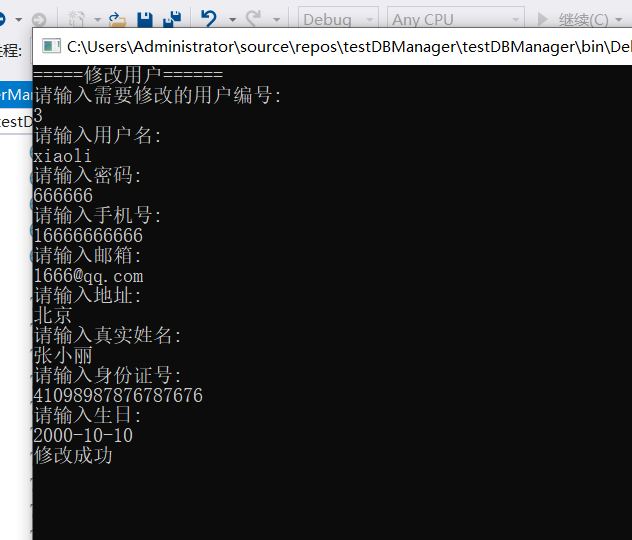 Debug
Any CPU
继续(C)
程:
C:\Users\Administrator\source\repos\testDBManager\testDBManager\bin\De
erMan
testD
=====修改用户======
请输入需要修改的用户编号:
3
请输入用户名:
xiaoli
请输入密码:
666666
请输入手机号:
16666666666
请输入邮箱:
1666@qq.com
请输入地址:
北京
请输入真实姓名:
张小丽
请输入身份证号:
41098987876787676
请输入生日:
2000-10-10
修改成功